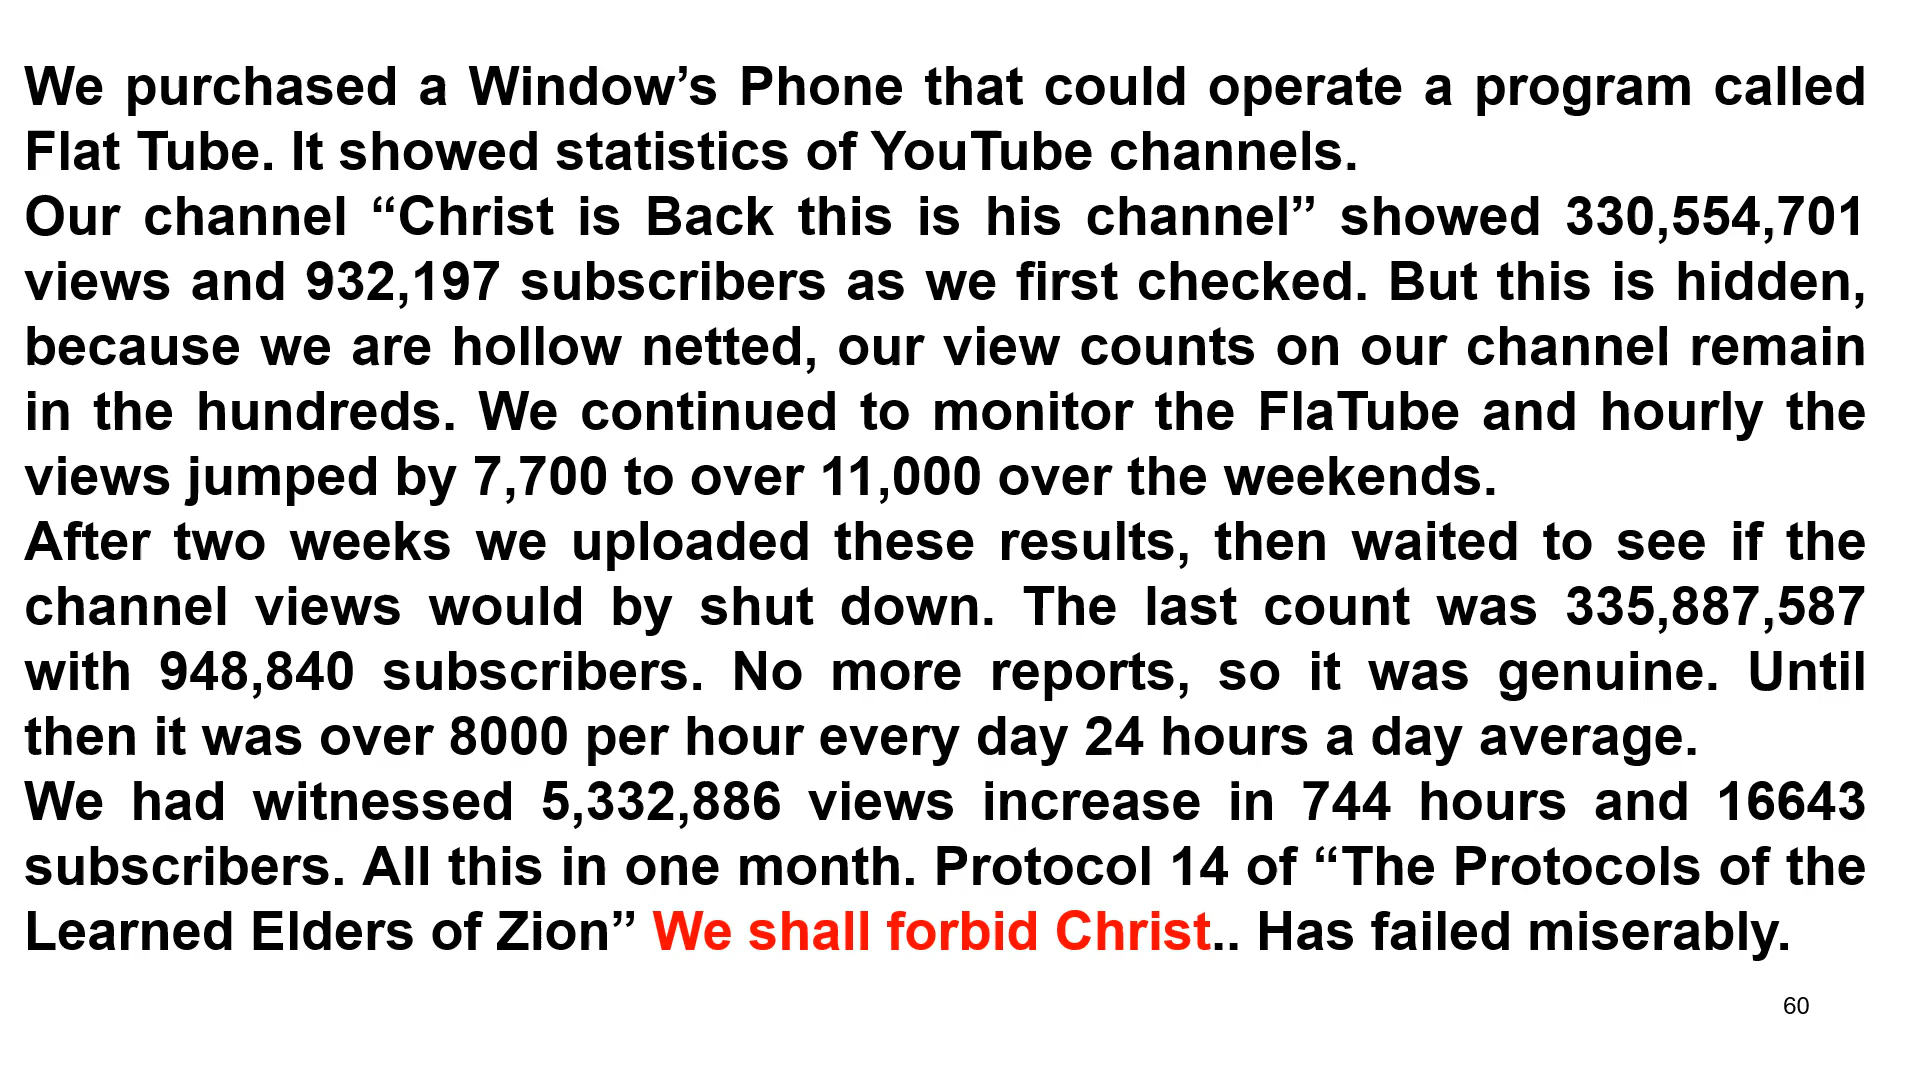 We purchased a Window’s Phone that could operate a program called
Flat Tube. It showed statistics of YouTube channels.
Our channel “Christ is Back this is his channel” showed 330,554,701
views and 932,197 subscribers as we first checked. But this is hidden,
because we are hollow netted, our view counts on our channel remain
in the hundreds. We continued to monitor the FlaTube and hourly the
views jumped by 7,700 to over 11,000 over the weekends.
After two weeks we uploaded these results, then waited to see if the
channel views would by shut down. The last count was 335,887,587
with 948,840 subscribers. No more reports, so it was genuine. Until
then it was over 8000 per hour every day 24 hours a day average.
We had witnessed 5,332,886 views increase in 744 hours and 16643
subscribers. All this in one month. Protocol 14 of “The Protocols of the
Learned Elders of Zion” We shall forbid Christ.. Has failed miserably.
60